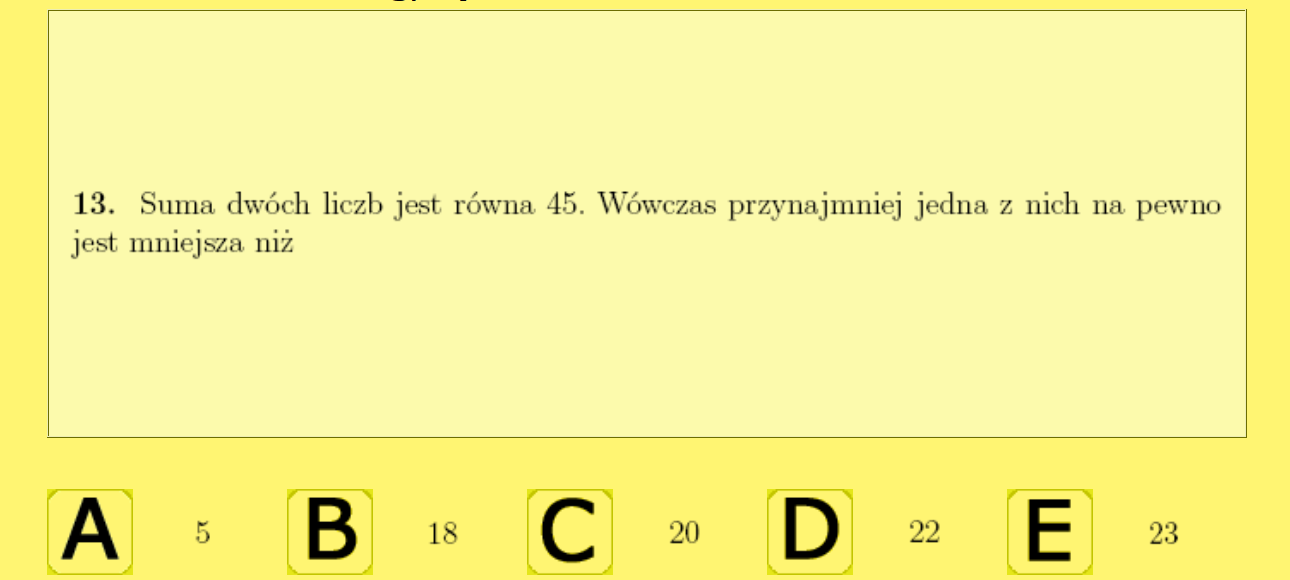 13. Suma dwóch liczb jest równa 45. Wówczas przynajmniej jedna z nich na pewno
jest mniejsza niż
A 5 B 18 C 20 D 22 E 23